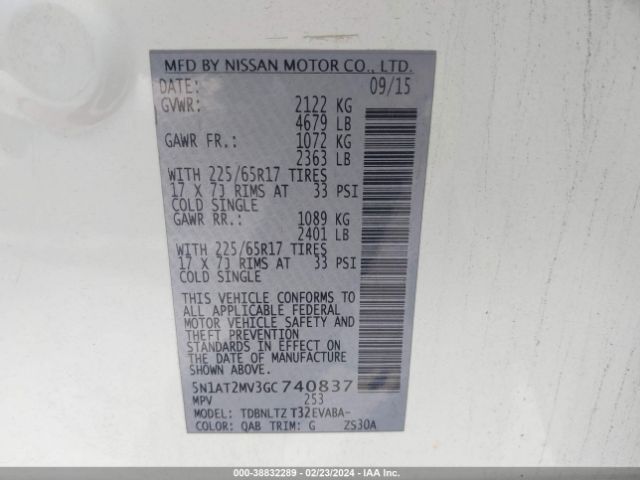 MFD BY NISSAN MOTOR CO., LTD.
DATE: 09/15
GVWR: 2122 KG
4679 LB
GAWR FR.: 1072 KG
2363 LB
WITH 225/65R17 TIRES
17 X 7J RIMS AT 33 PSI
COLD SINGLE
GAWR RR.: 1089 KG
2401 LB
WITH 225/65R17 TIRES
17 X 7J RIMS AT 33 PSI
COLD SINGLE
THIS VEHICLE CONFORMS TO
ALL APPLICABLE FEDERAL
MOTOR VEHICLE SAFETY AND
THEFT PREVENTION
STANDARDS IN EFFECT ON
THE DATE OF MANUFACTURE
SHOWN ABOVE.
5N1AT2MV3GC740837
MPV 253
MODEL: TDBNLTZ T32EVABA-
COLOR: QAB TRIM: G ZS30A
000-38832289 - 02/23/2024 - IAA Inc.